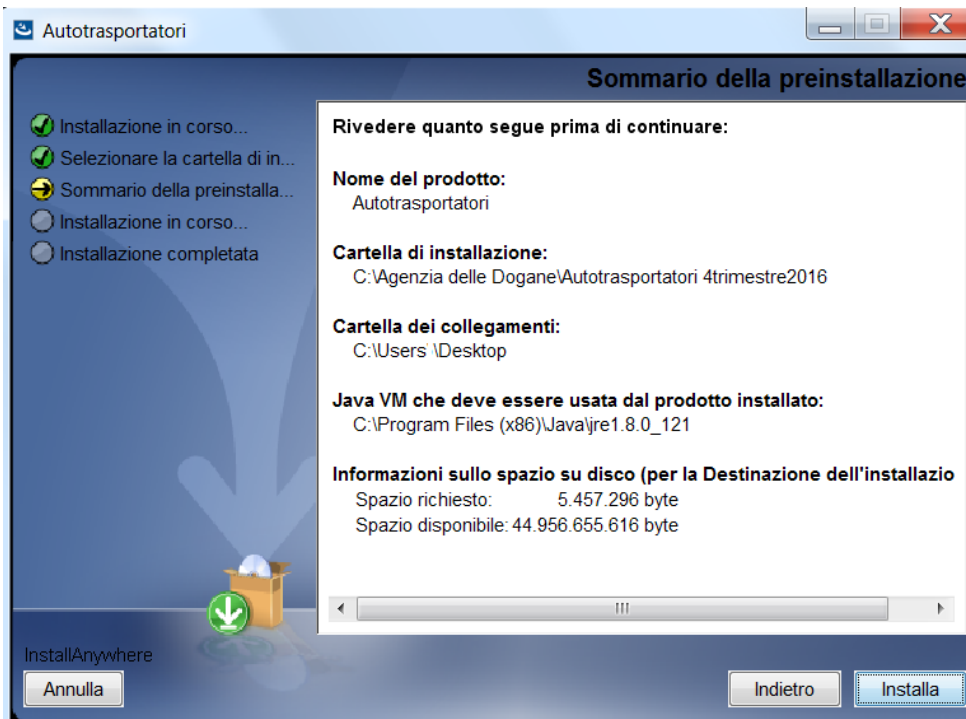 Autotrasportatori
Sommario della preinstallazione
Installazione in corso...
Selezionare la cartella di in...
Sommario della preinstalla...
Installazione in corso...
Installazione completata
Rivedere quanto segue prima di continuare:
Nome del prodotto:
Autotrasportatori
Cartella di installazione:
C:\Agenzia delle Dogane\Autotrasportatori 4trimestre2016
Cartella dei collegamenti:
C:\Users \Desktop
Java VM che deve essere usata dal prodotto installato:
C:\Program Files (x86)\Java\jre1.8.0_121
Informazioni sullo spazio su disco (per la Destinazione dell'installazio
Spazio richiesto: 5.457.296 byte
Spazio disponibile: 44.956.655.616 byte
InstallAnywhere
Annulla
Indietro
Installa